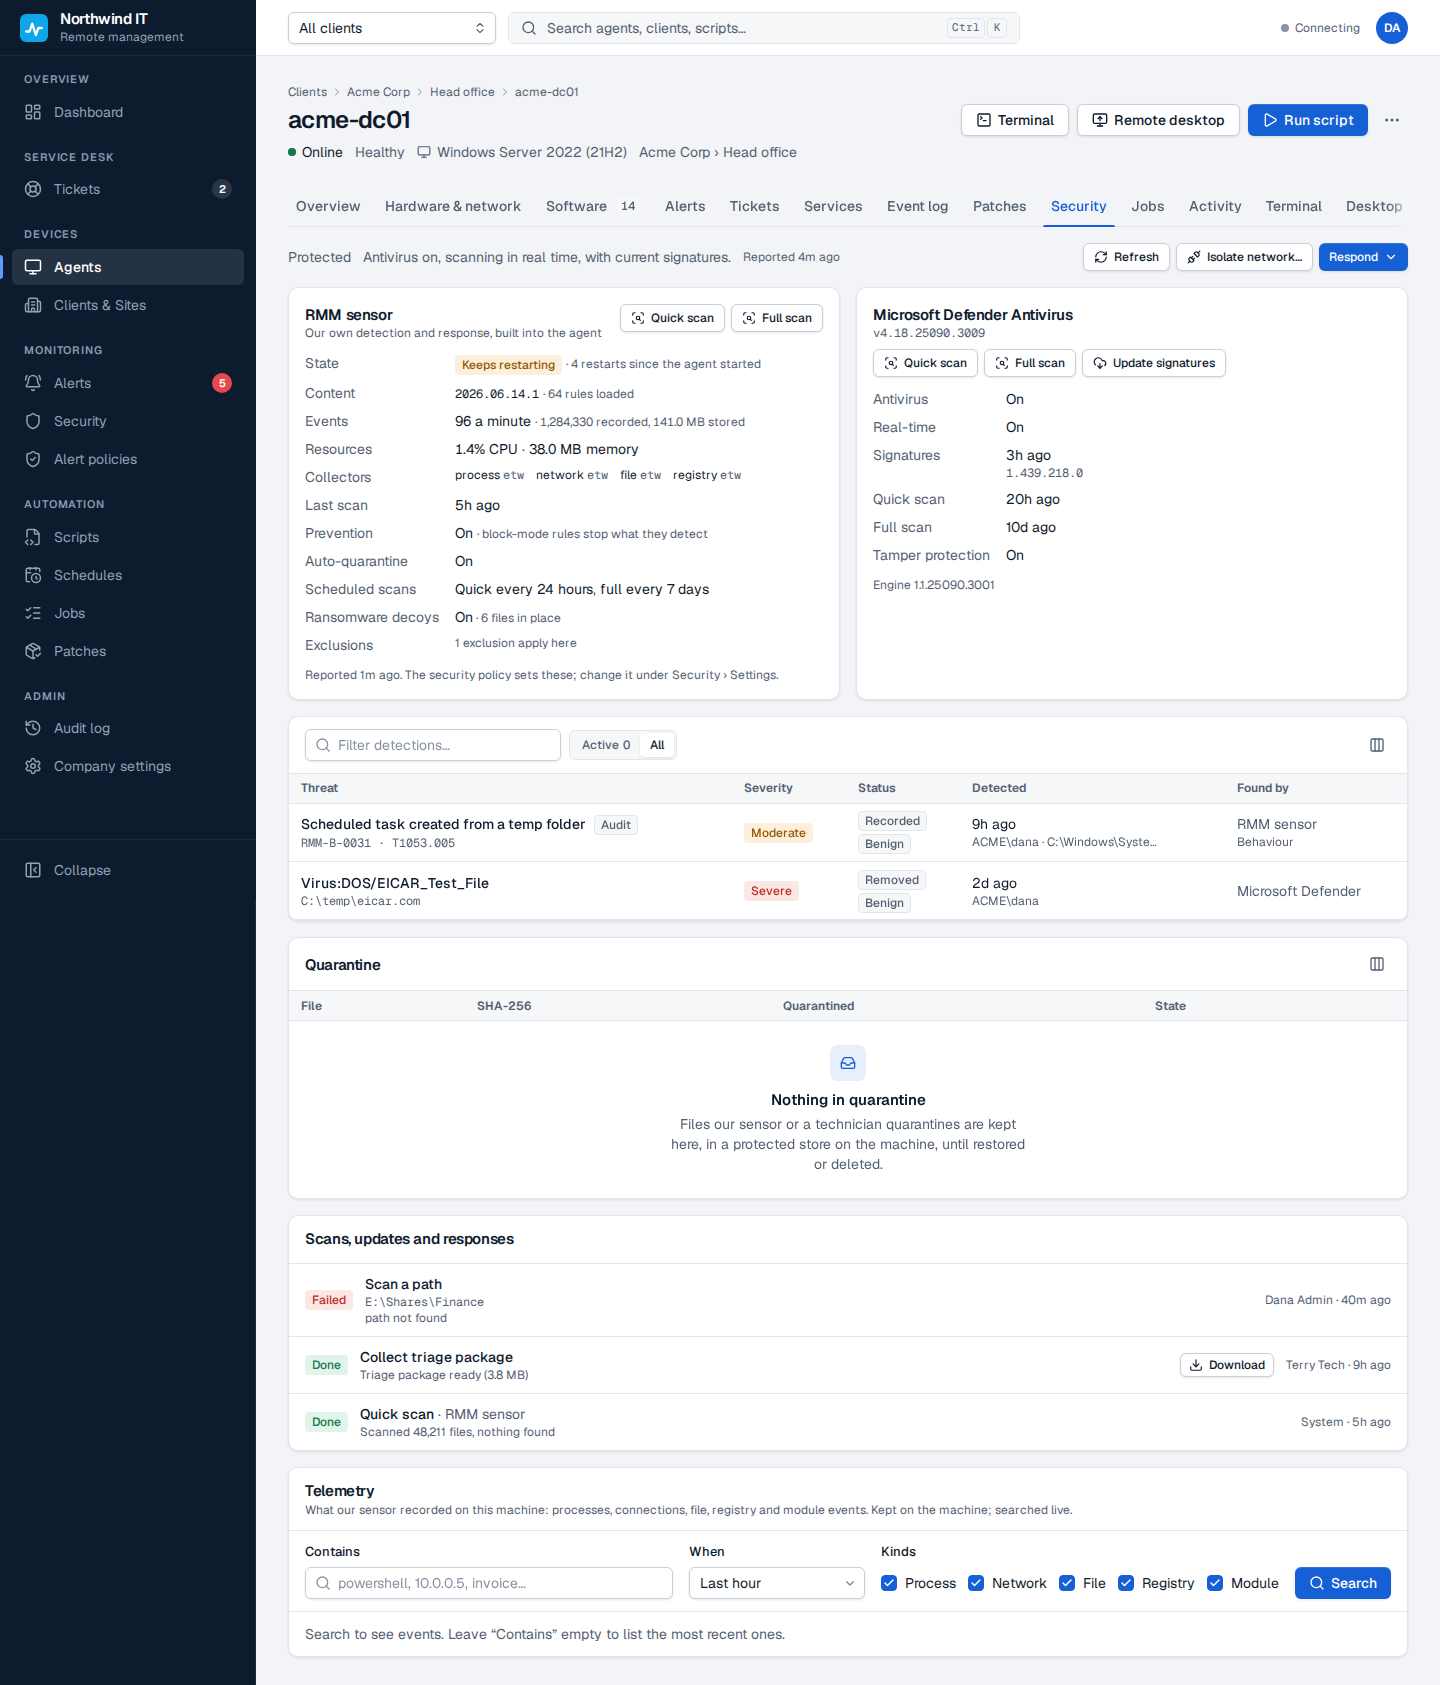 Northwind IT
Remote management
OVERVIEW
Dashboard
SERVICE DESK
Tickets 2
DEVICES
Agents
Clients & Sites
MONITORING
Alerts 5
Security
Alert policies
AUTOMATION
Scripts
Schedules
Jobs
Patches
ADMIN
Audit log
Company settings
Collapse
All clients
Search agents, clients, scripts... Ctrl K
Connecting DA
Clients › Acme Corp › Head office › acme-dc01
acme-dc01
Terminal Remote desktop Run script
Online Healthy Windows Server 2022 (21H2) Acme Corp › Head office
Overview Hardware & network Software 14 Alerts Tickets Services Event log Patches Security Jobs Activity Terminal Desktop
Protected Antivirus on, scanning in real time, with current signatures. Reported 4m ago
Refresh Isolate network... Respond
RMM sensor
Our own detection and response, built into the agent
Quick scan Full scan
State Keeps restarting · 4 restarts since the agent started
Content 2026.06.14.1 · 64 rules loaded
Events 96 a minute · 1,284,330 recorded, 141.0 MB stored
Resources 1.4% CPU · 38.0 MB memory
Collectors process etw network etw file etw registry etw
Last scan 5h ago
Prevention On · block-mode rules stop what they detect
Auto-quarantine On
Scheduled scans Quick every 24 hours, full every 7 days
Ransomware decoys On · 6 files in place
Exclusions 1 exclusion apply here
Reported 1m ago. The security policy sets these; change it under Security › Settings.
Microsoft Defender Antivirus
v4.18.25090.3009
Quick scan Full scan Update signatures
Antivirus On
Real-time On
Signatures 3h ago
1.439.218.0
Quick scan 20h ago
Full scan 10d ago
Tamper protection On
Engine 1.1.25090.3001
Filter detections... Active 0 All
Threat Severity Status Detected Found by
Scheduled task created from a temp folder Audit
RMM-B-0031 · T1053.005
Moderate
Recorded
Benign
9h ago
ACME\dana · C:\Windows\Syste...
RMM sensor
Behaviour
Virus:DOS/EICAR_Test_File
C:\temp\eicar.com
Severe
Removed
Benign
2d ago
ACME\dana
Microsoft Defender
Quarantine
File SHA-256 Quarantined State
Nothing in quarantine
Files our sensor or a technician quarantines are kept
here, in a protected store on the machine, until restored
or deleted.
Scans, updates and responses
Failed
Scan a path
E:\Shares\Finance
path not found
Dana Admin · 40m ago
Done
Collect triage package
Triage package ready (3.8 MB)
Download Terry Tech · 9h ago
Done
Quick scan · RMM sensor
Scanned 48,211 files, nothing found
System · 5h ago
Telemetry
What our sensor recorded on this machine: processes, connections, file, registry and module events. Kept on the machine; searched live.
Contains When Kinds
powershell, 10.0.0.5, invoice... Last hour Process Network File Registry Module Search
Search to see events. Leave “Contains” empty to list the most recent ones.